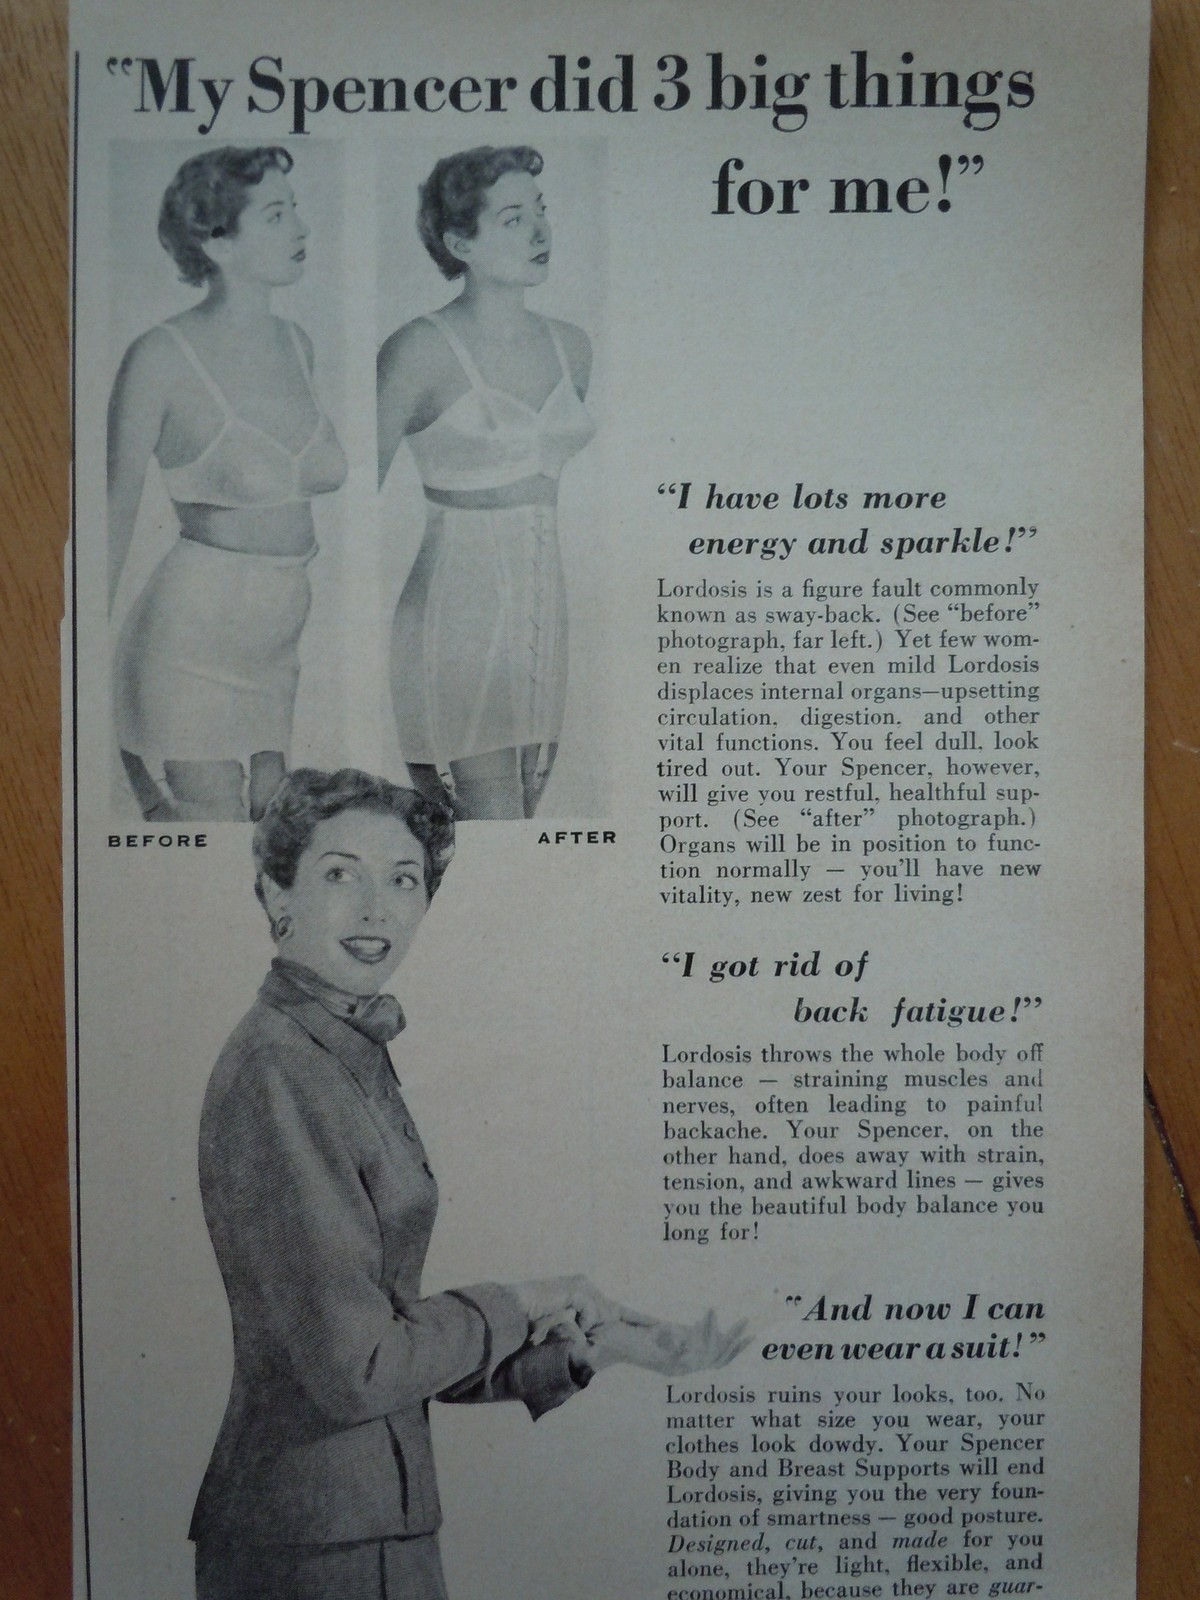 “My Spencer did 3 big things
for me!”
BEFORE
AFTER
“I have lots more
energy and sparkle!”
Lordosis is a figure fault commonly
known as sway-back. (See “before”
photograph, far left.) Yet few wom-
en realize that even mild Lordosis
displaces internal organs—upsetting
circulation, digestion, and other
vital functions. You feel dull, look
tired out. Your Spencer, however,
will give you restful, healthful sup-
port. (See “after” photograph.)
Organs will be in position to func-
tion normally — you’ll have new
vitality, new zest for living!
“I got rid of
back fatigue!”
Lordosis throws the whole body off
balance — straining muscles and
nerves, often leading to painful
backache. Your Spencer, on the
other hand, does away with strain,
tension, and awkward lines — gives
you the beautiful body balance you
long for!
“And now I can
even wear a suit!”
Lordosis ruins your looks, too. No
matter what size you wear, your
clothes look dowdy. Your Spencer
Body and Breast Supports will end
Lordosis, giving you the very foun-
dation of smartness — good posture.
Designed, cut, and made for you
alone, they’re light, flexible, and
economical, because they are guar-